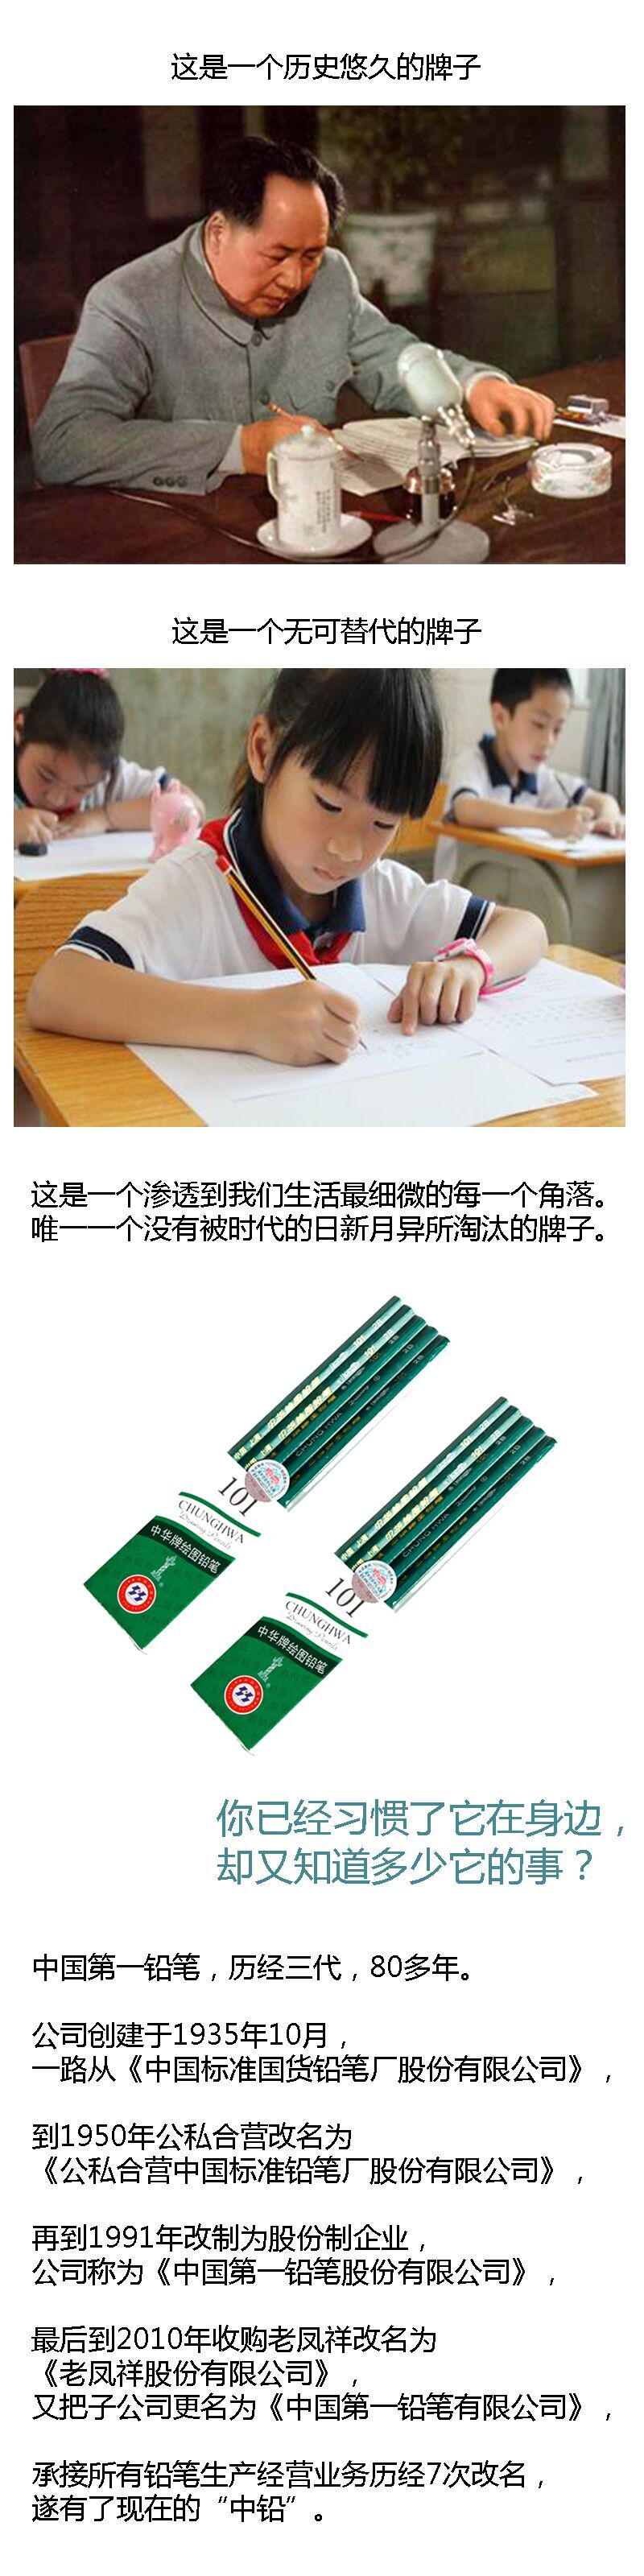 这是一个历史悠久的牌子
这是一个无可替代的牌子
这是一个渗透到我们生活最细微的每一个角落。
唯一一个没有被时代的日新月异所淘汰的牌子。
101
CHUNGHWA
Drawing Pencils
中华牌绘图铅笔
CHUNG HWA
101
2B
101
CHUNGHWA
Drawing Pencils
中华牌绘图铅笔
CHUNG HWA
101
2B
你已经习惯了它在身边，
却又知道多少它的事？
中国第一铅笔，历经三代，80多年。
公司创建于1935年10月，
一路从《中国标准国货铅笔厂股份有限公司》，
到1950年公私合营改名为
《公私合营中国标准铅笔厂股份有限公司》，
再到1991年改制为股份制企业，
公司称为《中国第一铅笔股份有限公司》，
最后到2010年收购老凤祥改名为
《老凤祥股份有限公司》，
又把子公司更名为《中国第一铅笔有限公司》，
承接所有铅笔生产经营业务历经7次改名，
遂有了现在的“中铅”。